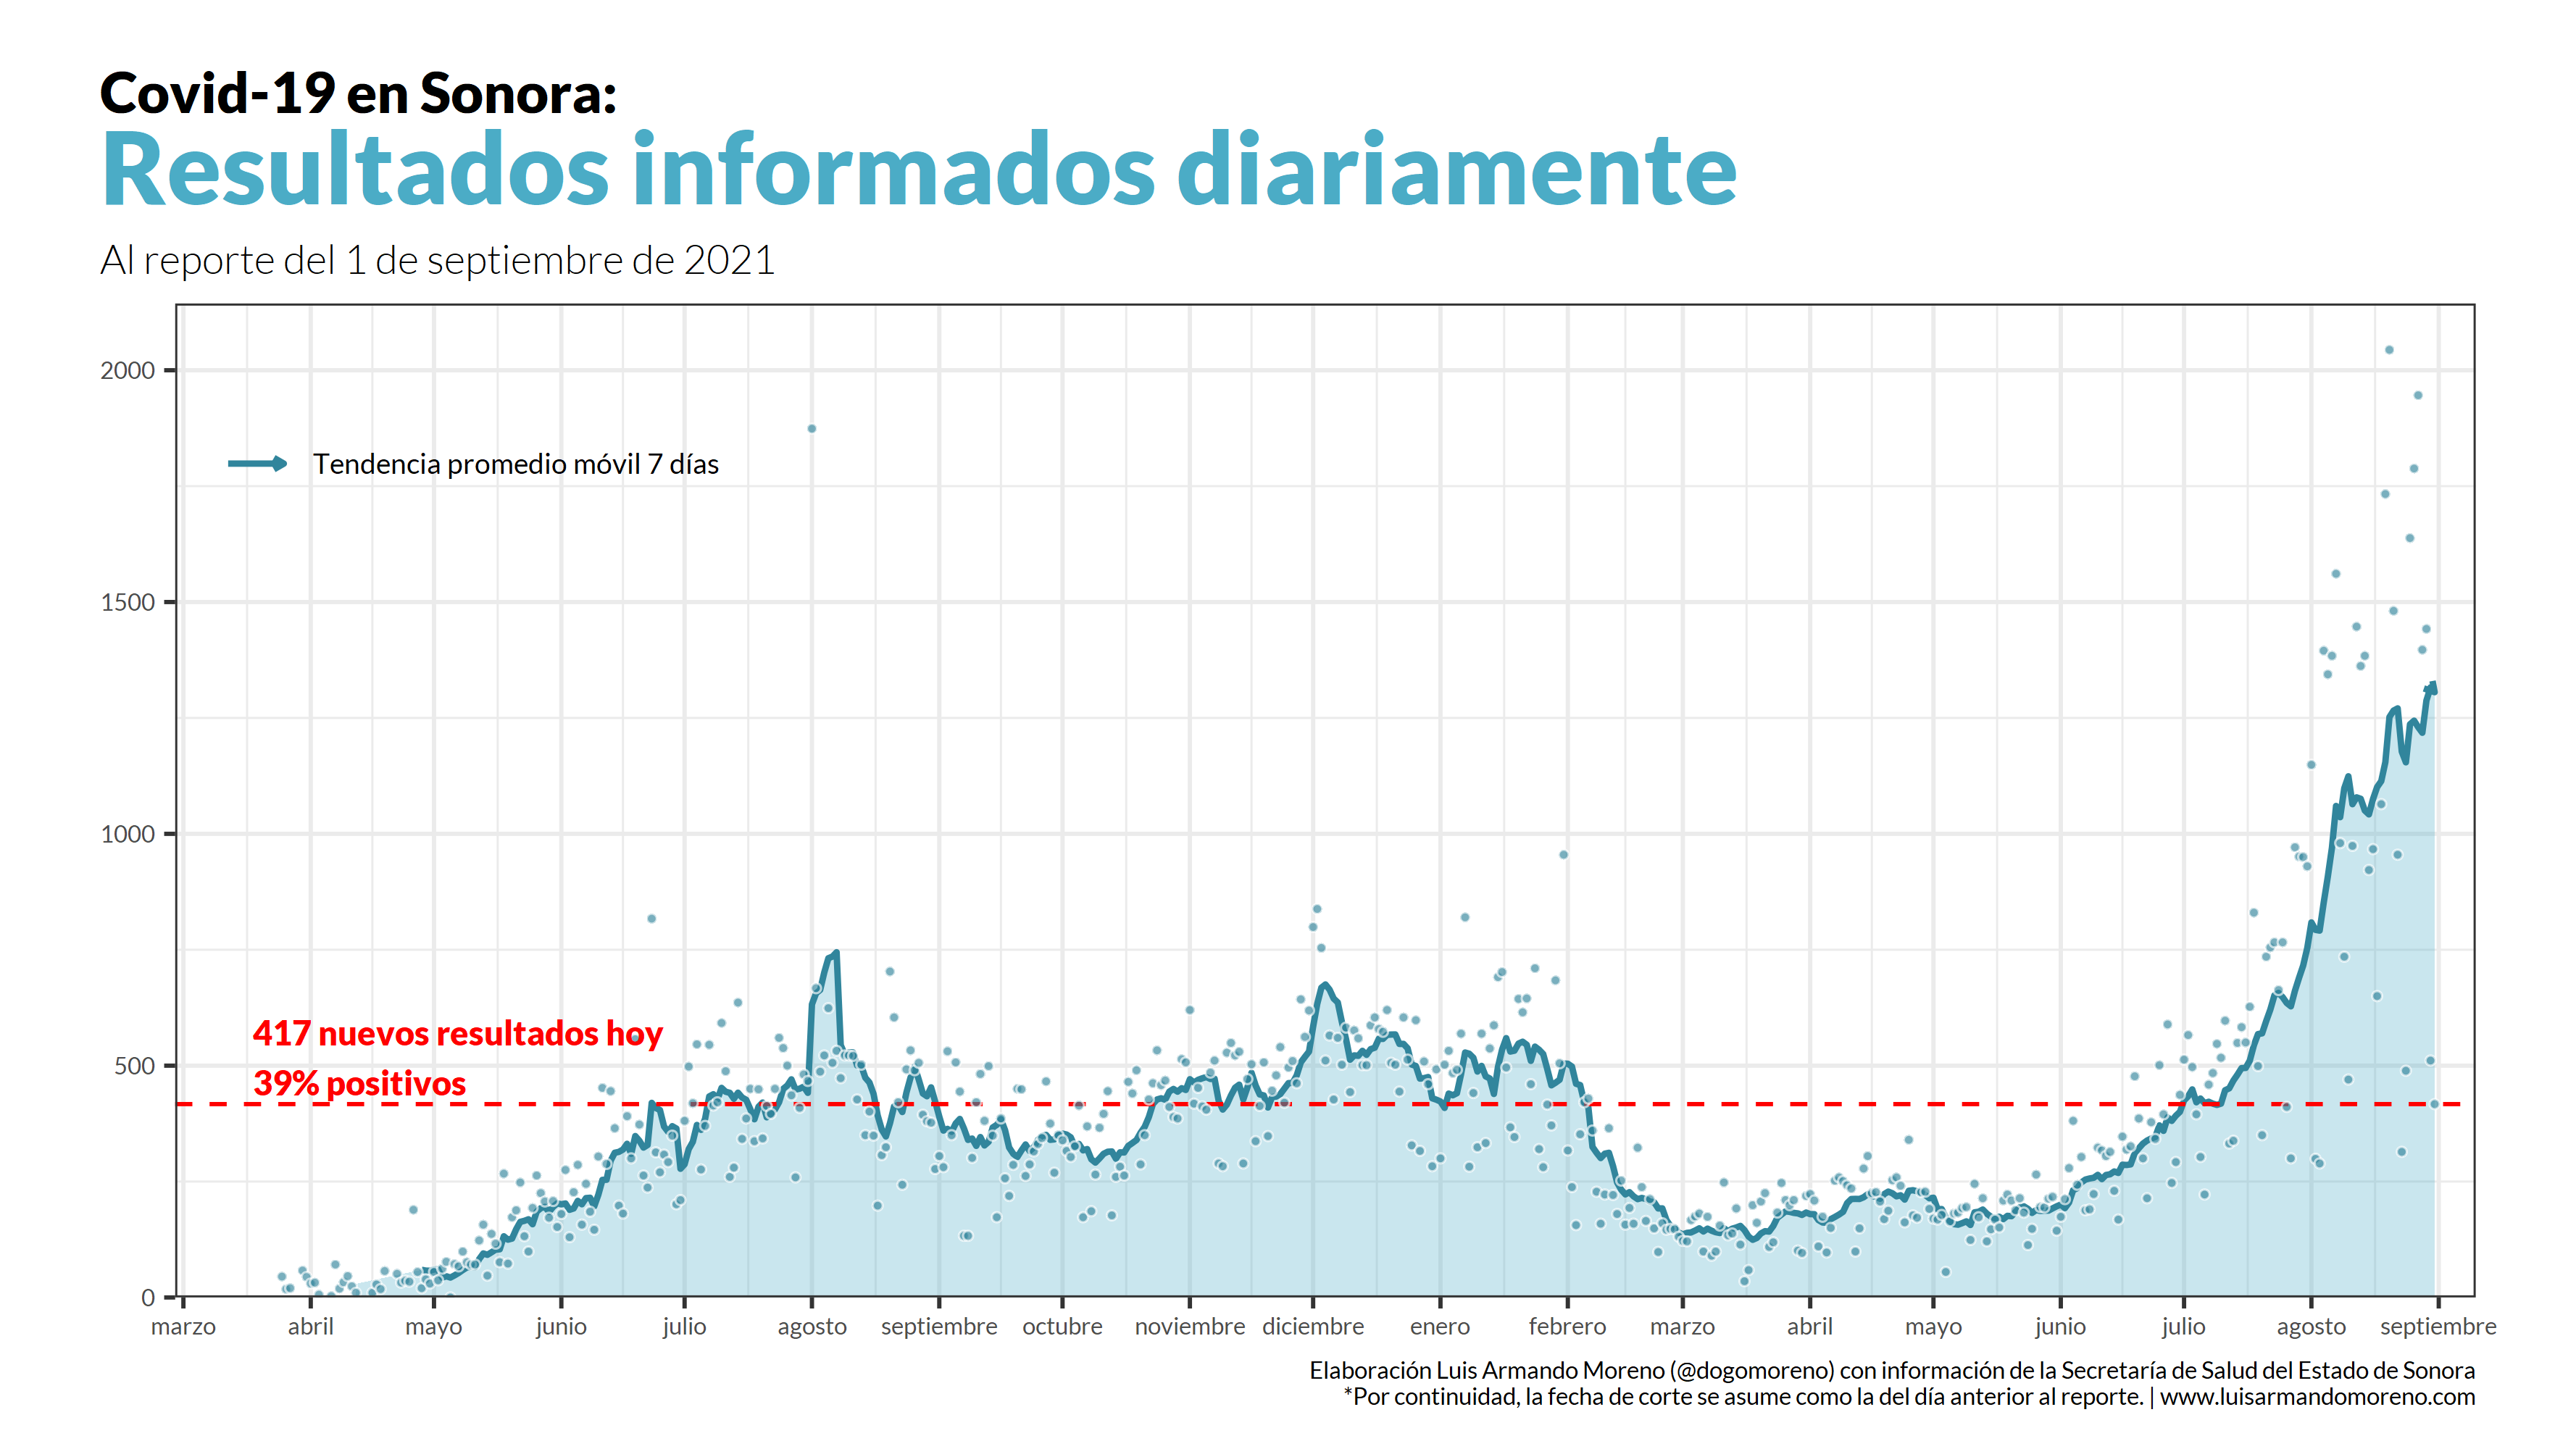 Covid-19 en Sonora:
Resultados informados diariamente
Al reporte del 1 de septiembre de 2021
2000
Tendencia promedio móvil 7 días
1500
1000
417 nuevos resultados hoy
500
39% positivos
0
marzo abril mayo junio julio agosto septiembre octubre noviembre diciembre enero febrero marzo abril mayo junio julio agosto septiembre
Elaboración Luis Armando Moreno (@dogomoreno) con información de la Secretaría de Salud del Estado de Sonora
*Por continuidad, la fecha de corte se asume como la del día anterior al reporte. | www.luisarmandomoreno.com